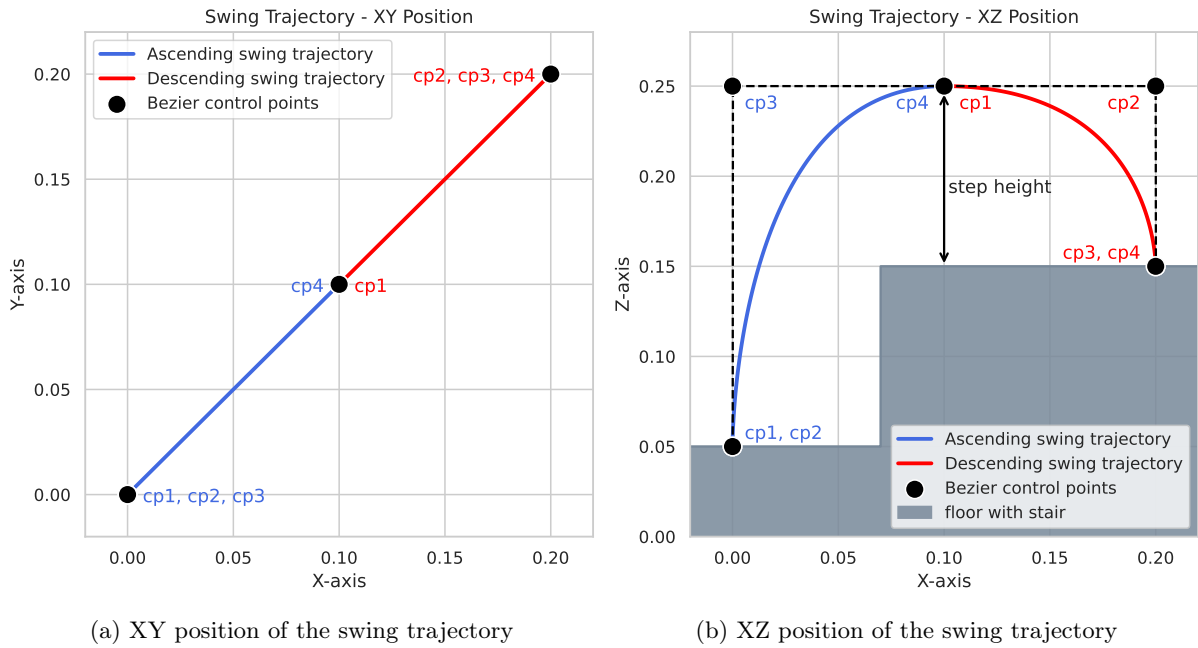 Swing Trajectory - XY Position
Ascending swing trajectory
Descending swing trajectory
Bezier control points
cp2, cp3, cp4
cp4
cp1
cp1, cp2, cp3
0.20
0.15
0.10
0.05
0.00
Y-axis
0.00 0.05 0.10 0.15 0.20
X-axis
(a) XY position of the swing trajectory
Swing Trajectory - XZ Position
cp3
cp4
cp1
cp2
step height
cp3, cp4
cp1, cp2
Ascending swing trajectory
Descending swing trajectory
Bezier control points
floor with stair
0.25
0.20
0.15
0.10
0.05
0.00
Z-axis
0.00 0.05 0.10 0.15 0.20
X-axis
(b) XZ position of the swing trajectory